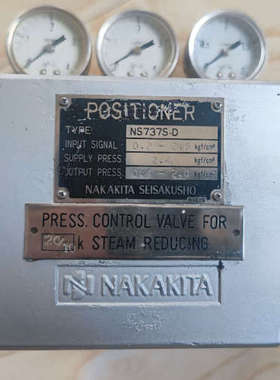 POSITIONER
TYPE NS737S-D
INPUT SIGNAL kgf/cm²
SUPPLY PRESS. kgf/cm²
OUTPUT PRESS. kgf/cm²
NAKAKITA SEISAKUSHO
PRESS. CONTROL VALVE FOR
k STEAM REDUCING
NAKAKITA